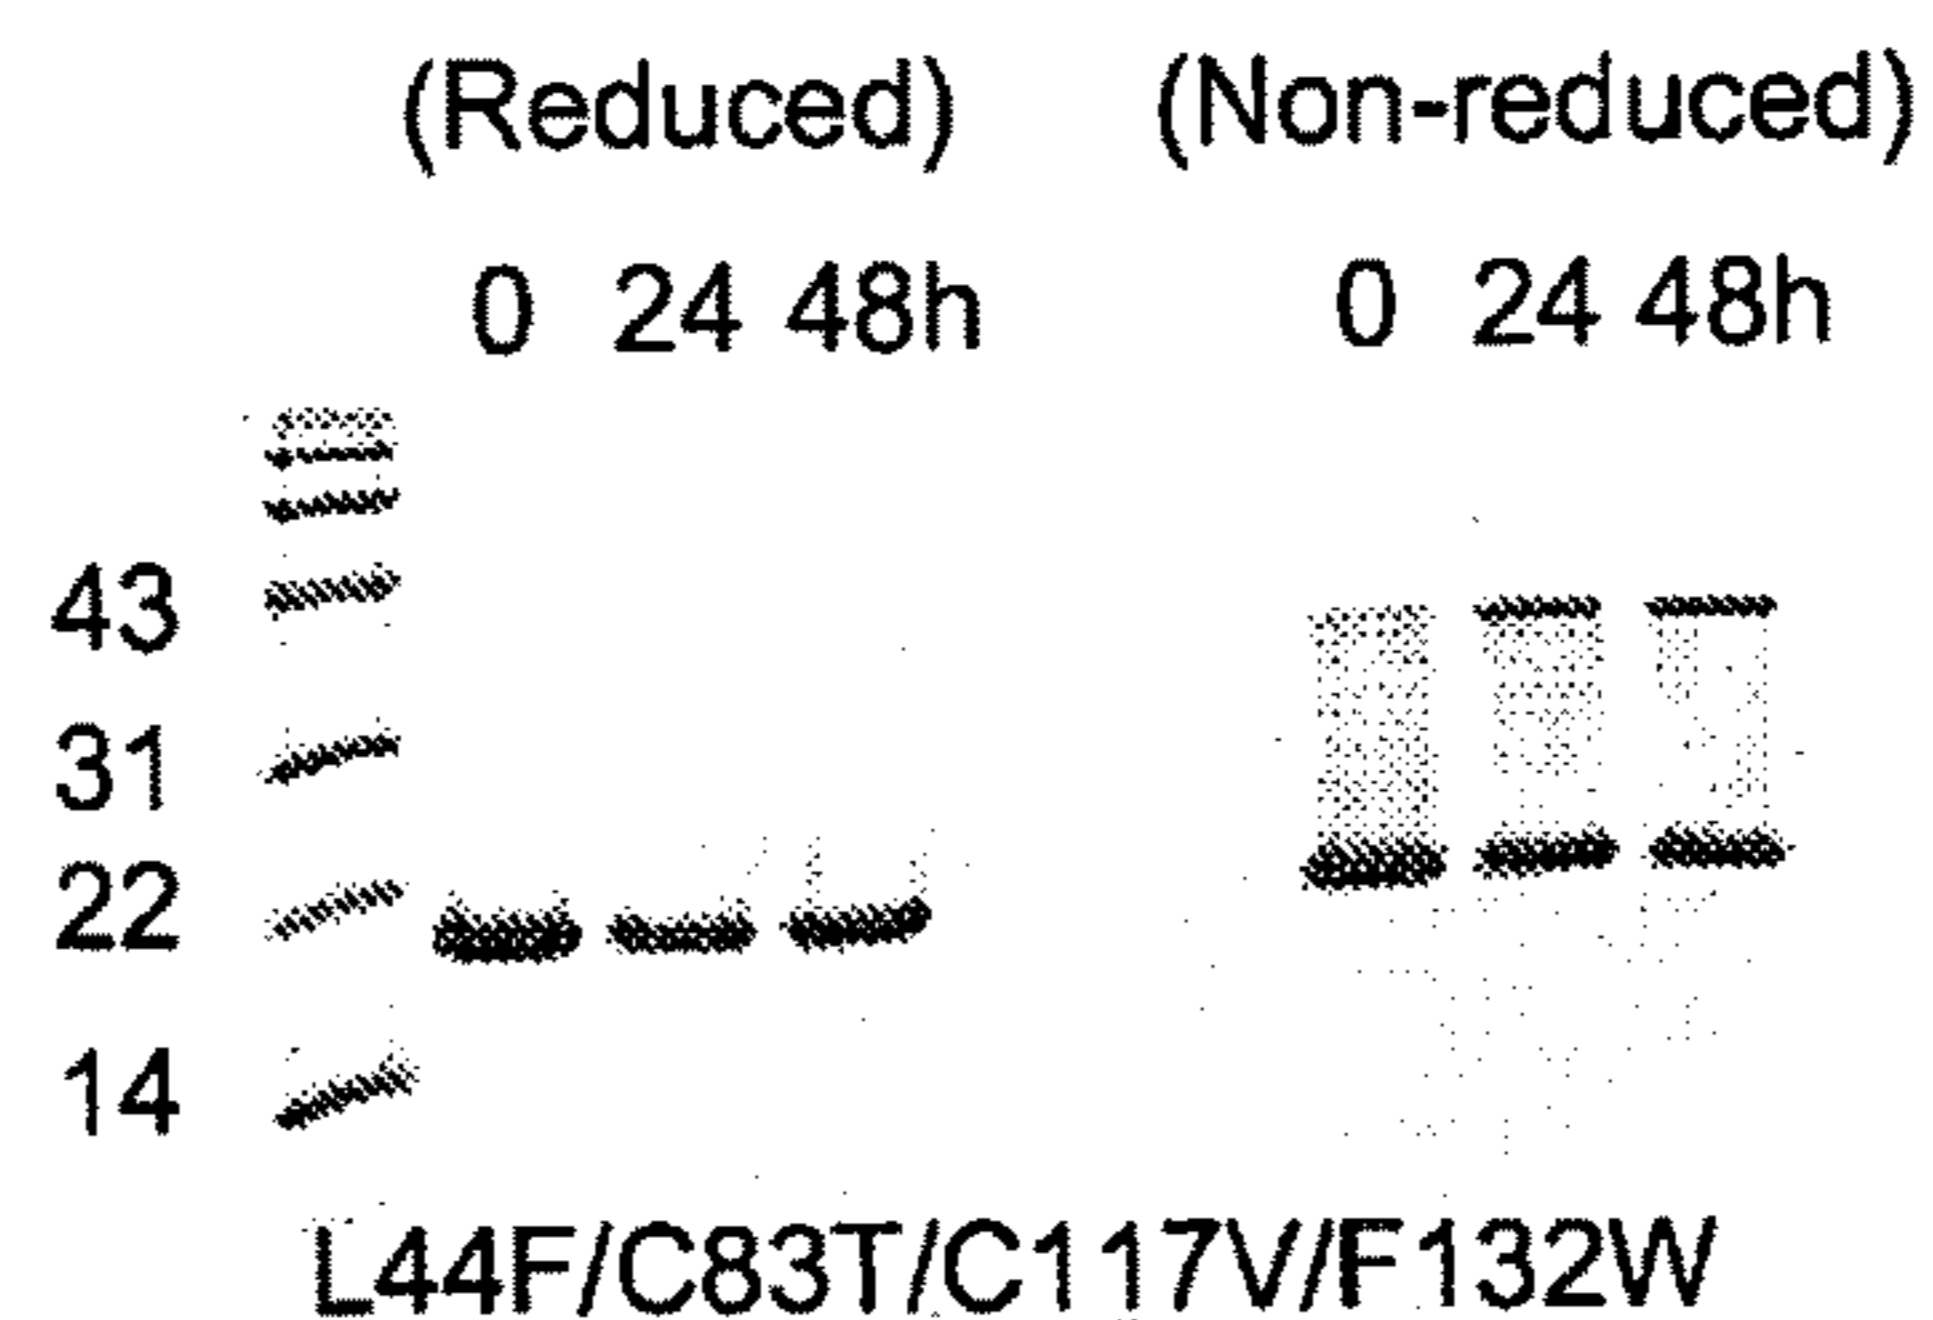 (Reduced) (Non-reduced)
0 24 48h 0 24 48h
43
31
22
14
L44F/C83T/C117V/F132W